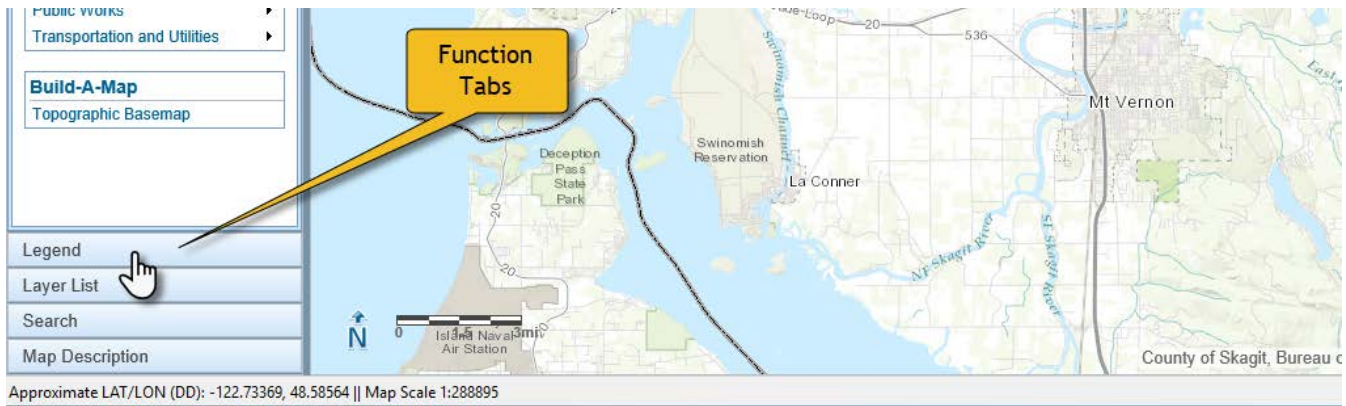 Public Works
Transportation and Utilities
Build-A-Map
Topographic Basemap
Legend
Layer List
Search
Map Description
Function
Tabs
Loop
20
536
Swinomish Channel
East
Mt Vernon
Deception
Pass
State
Park
Swinomish
Reservation
La Conner
20
NF Skagit River
SF Skagit River
20
N
0 1.5 3mi
Island Naval
Air Station
County of Skagit, Bureau
Approximate LAT/LON (DD): -122.73369, 48.58564 || Map Scale 1:288895